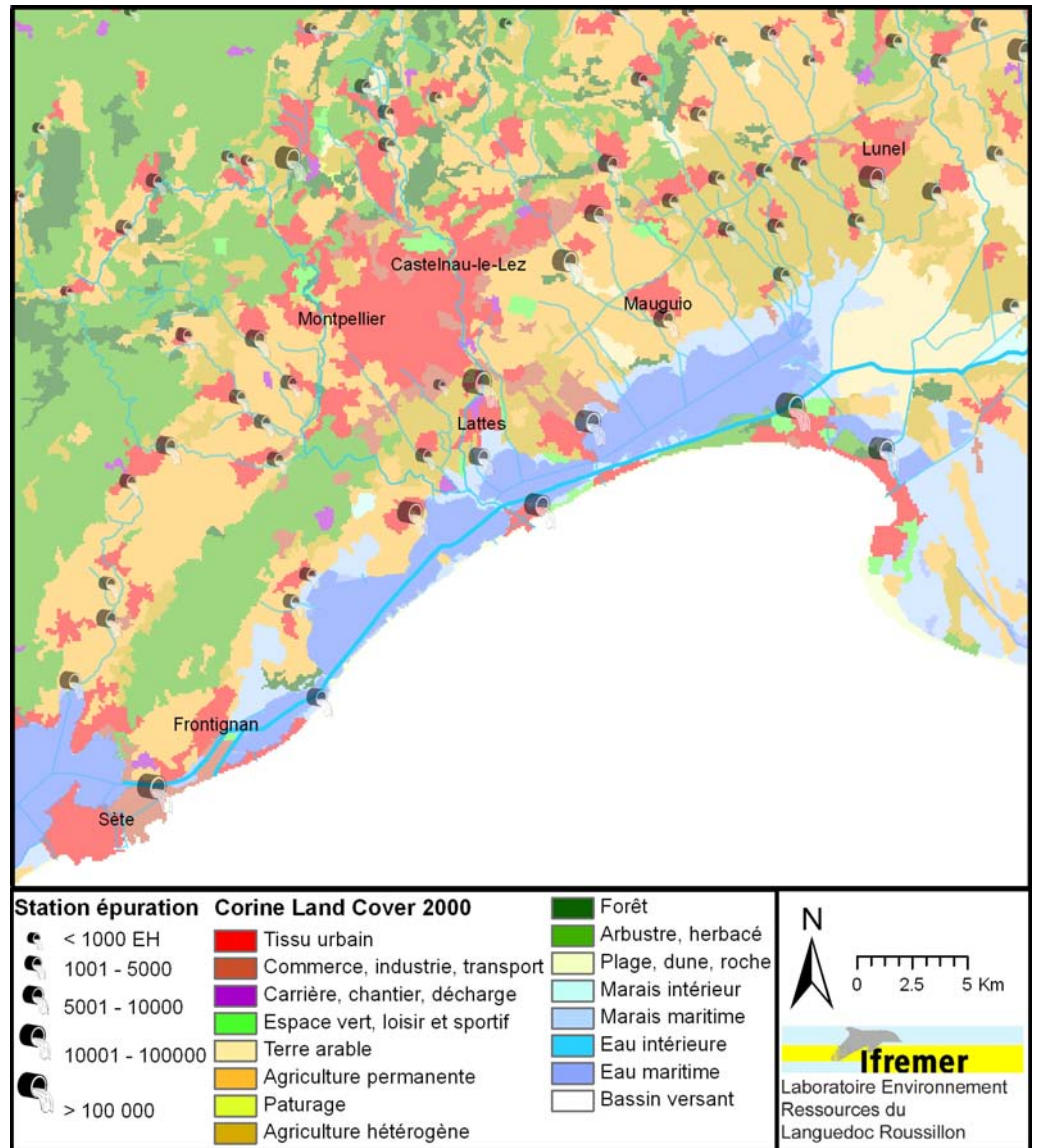 Lunel
Castelnau-le-Lez
Mauguio
Montpellier
Lattes
Frontignan
Sète
Station épuration
< 1000 EH
1001 - 5000
5001 - 10000
10001 - 100000
> 100 000
Corine Land Cover 2000
Tissu urbain
Commerce, industrie, transport
Carrière, chantier, décharge
Espace vert, loisir et sportif
Terre arable
Agriculture permanente
Paturage
Agriculture hétérogène
Forêt
Arbustre, herbacé
Plage, dune, roche
Marais intérieur
Marais maritime
Eau intérieure
Eau maritime
Bassin versant
N
0 2.5 5 Km
Ifremer
Laboratoire Environnement
Ressources du
Languedoc Roussillon